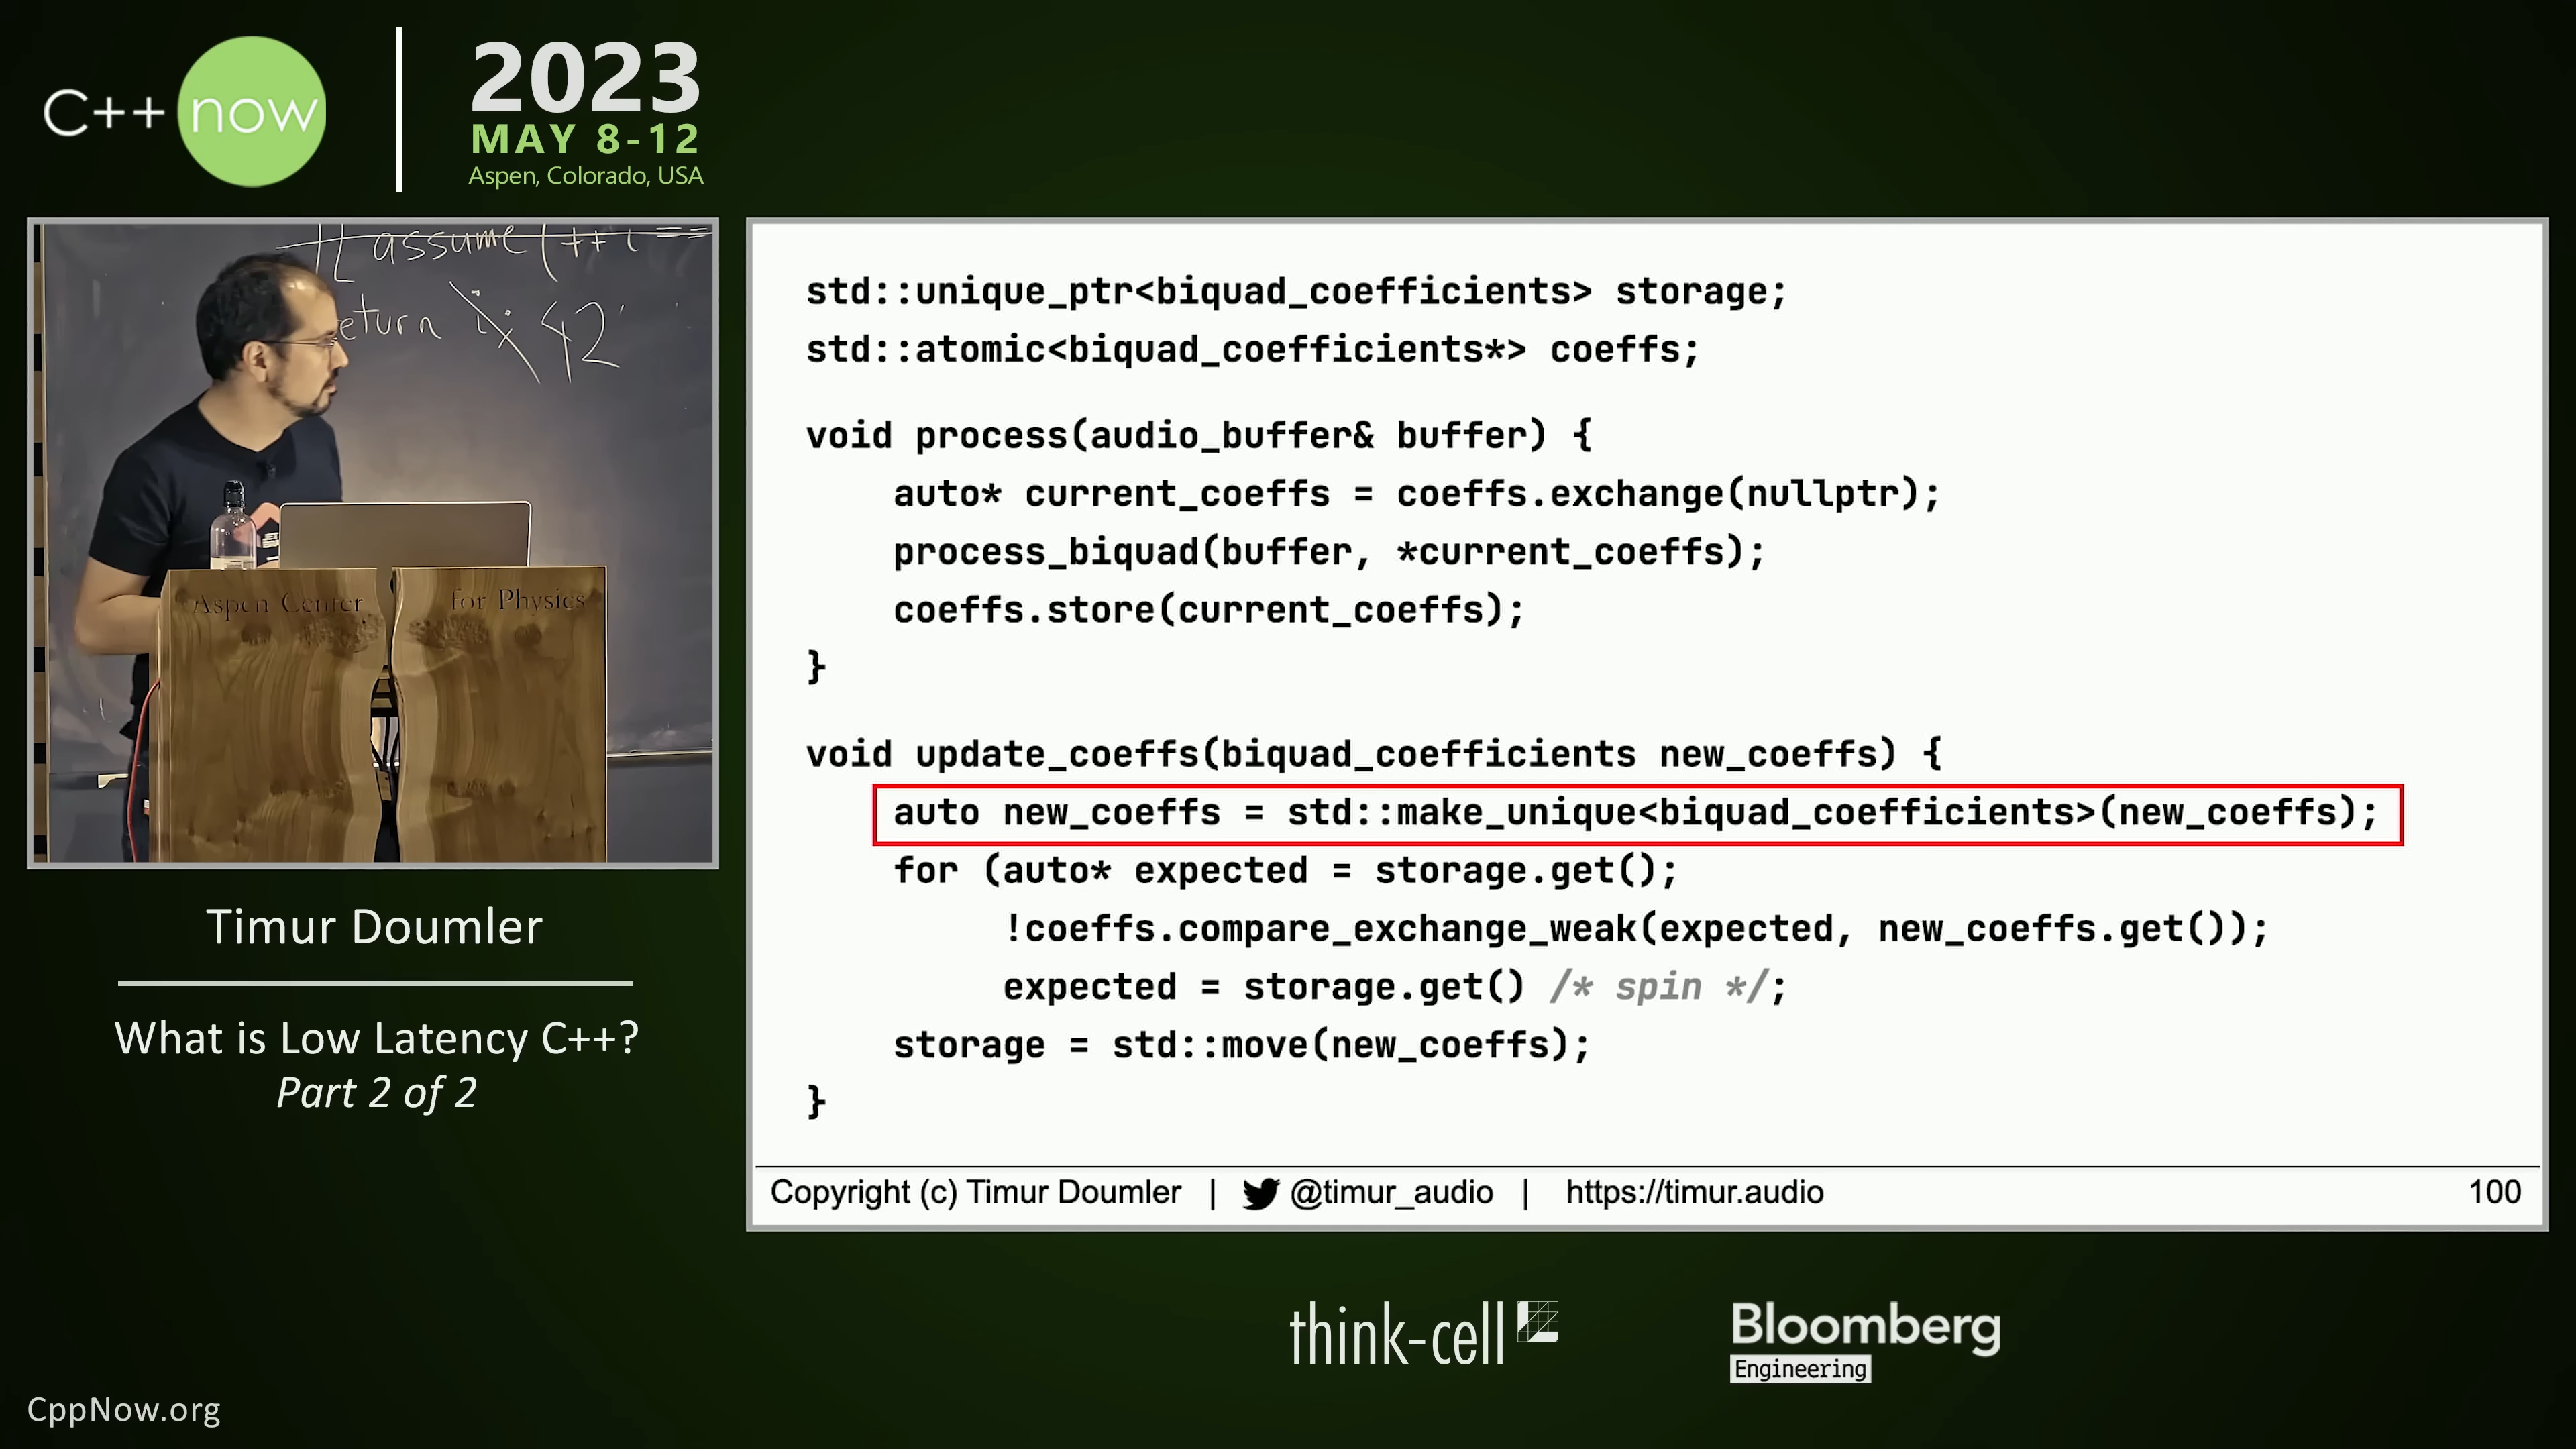 C++ now
2023
MAY 8-12
Aspen, Colorado, USA
assume(++i ==
return i 42
Aspen Center for Physics
Timur Doumler
What is Low Latency C++?
Part 2 of 2
std::unique_ptr<biquad_coefficients> storage;
std::atomic<biquad_coefficients*> coeffs;
void process(audio_buffer& buffer) {
auto* current_coeffs = coeffs.exchange(nullptr);
process_biquad(buffer, *current_coeffs);
coeffs.store(current_coeffs);
}
void update_coeffs(biquad_coefficients new_coeffs) {
auto new_coeffs = std::make_unique<biquad_coefficients>(new_coeffs);
for (auto* expected = storage.get();
!coeffs.compare_exchange_weak(expected, new_coeffs.get());
expected = storage.get() /* spin */;
storage = std::move(new_coeffs);
}
Copyright (c) Timur Doumler | @timur_audio | https://timur.audio 100
think-cell
Bloomberg
Engineering
CppNow.org